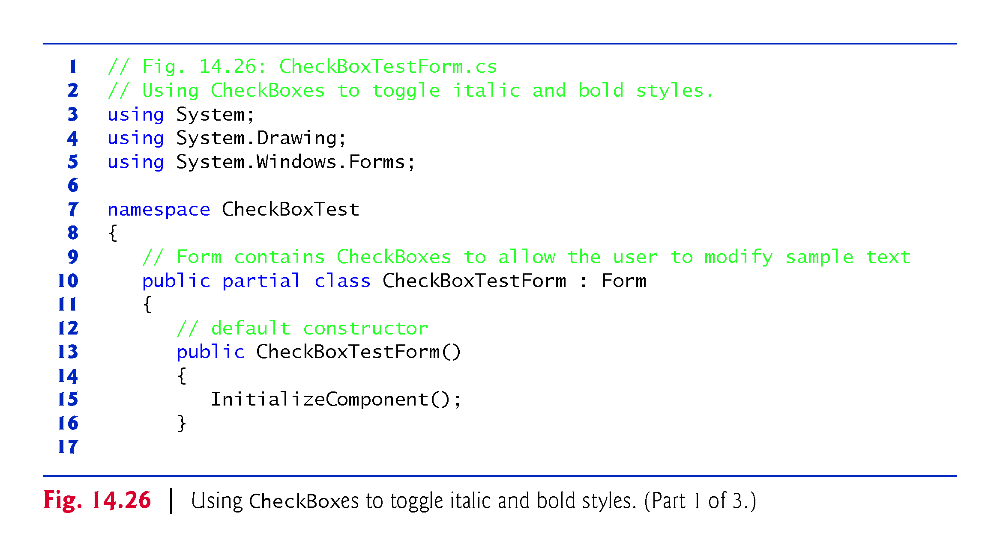 1 // Fig. 14.26: CheckBoxTestForm.cs
2 // Using CheckBoxes to toggle italic and bold styles.
3 using System;
4 using System.Drawing;
5 using System.Windows.Forms;
6
7 namespace CheckBoxTest
8 {
9    // Form contains CheckBoxes to allow the user to modify sample text
10    public partial class CheckBoxTestForm : Form
11    {
12       // default constructor
13       public CheckBoxTestForm()
14       {
15          InitializeComponent();
16       }
17
Fig. 14.26 | Using CheckBoxes to toggle italic and bold styles. (Part 1 of 3.)